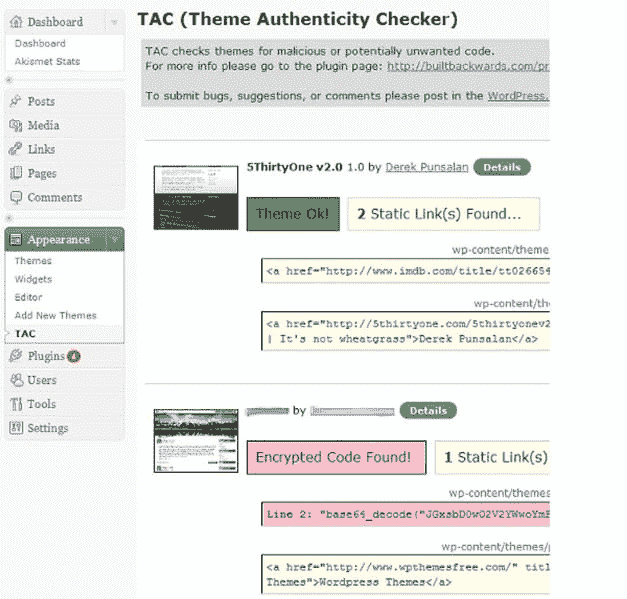 Dashboard
Dashboard
Akismet Stats
Posts
Media
Links
Pages
Comments
Appearance
Themes
Widgets
Editor
Add New Themes
TAC
Plugins
Users
Tools
Settings
TAC (Theme Authenticity Checker)
TAC checks themes for malicious or potentially unwanted code.
For more info please go to the plugin page: http://builtbackwards.com/pr
To submit bugs, suggestions, or comments please post in the WordPress.
5ThirtyOne v2.0 1.0 by Derek Punsalan Details
Theme Ok! 2 Static Link(s) Found...
wp-content/theme
<a href="http://www.imdb.com/title/tt026654
wp-content/the
<a href="http://5thirtyone.com/5thirtyonev2
| It's not wheatgrass">Derek Punsalan</a>
by Details
Encrypted Code Found! 1 Static Link(s)
wp-content/themes
Line 2: "base64_decode("
wp-content/themes/p
<a href="http://www.wpthemesfree.com/" titl
Themes">Wordpress Themes</a>